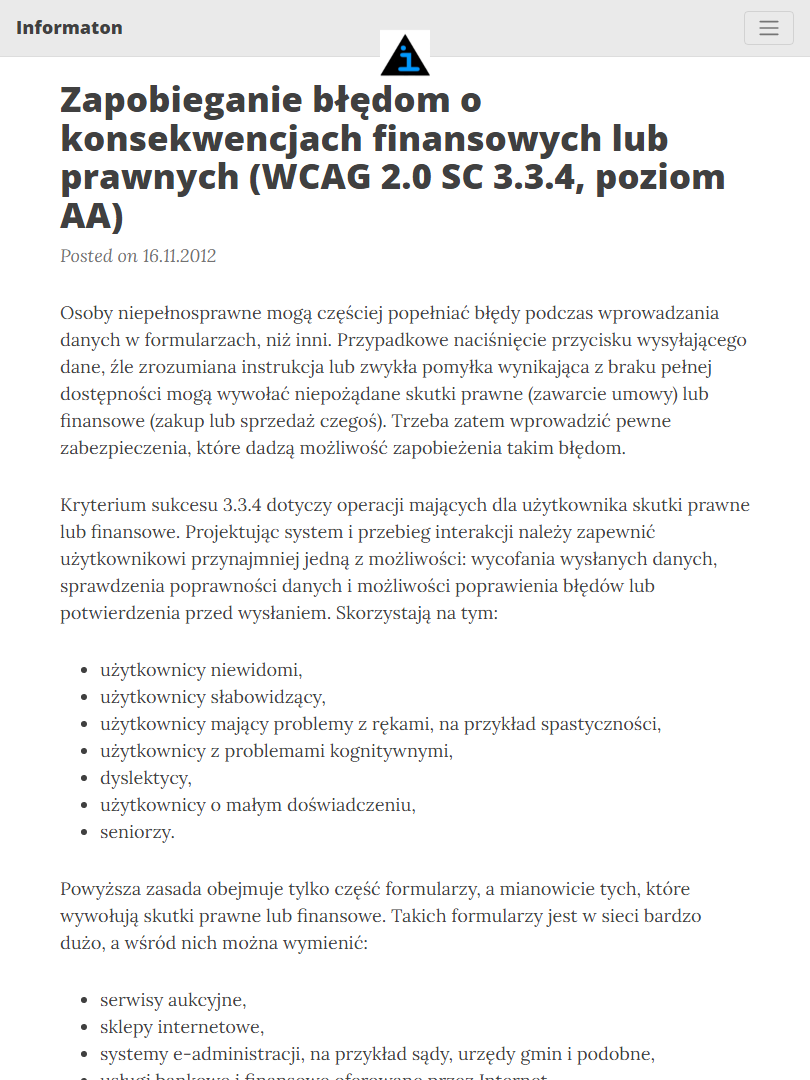 Informaton
i
Zapobieganie błędom o
konsekwencjach finansowych lub
prawnych (WCAG 2.0 SC 3.3.4, poziom
AA)
Posted on 16.11.2012
Osoby niepełnosprawne mogą częściej popełniać błędy podczas wprowadzania
danych w formularzach, niż inni. Przypadkowe naciśnięcie przycisku wysyłającego
dane, źle zrozumiana instrukcja lub zwykła pomyłka wynikająca z braku pełnej
dostępności mogą wywołać niepożądane skutki prawne (zawarcie umowy) lub
finansowe (zakup lub sprzedaż czegoś). Trzeba zatem wprowadzić pewne
zabezpieczenia, które dadzą możliwość zapobieżenia takim błędom.
Kryterium sukcesu 3.3.4 dotyczy operacji mających dla użytkownika skutki prawne
lub finansowe. Projektując system i przebieg interakcji należy zapewnić
użytkownikowi przynajmniej jedną z możliwości: wycofania wysłanych danych,
sprawdzenia poprawności danych i możliwości poprawienia błędów lub
potwierdzenia przed wysłaniem. Skorzystają na tym:
• użytkownicy niewidomi,
• użytkownicy słabowidzący,
• użytkownicy mający problemy z rękami, na przykład spastyczności,
• użytkownicy z problemami kognitywnymi,
• dyslektycy,
• użytkownicy o małym doświadczeniu,
• seniorzy.
Powyższa zasada obejmuje tylko część formularzy, a mianowicie tych, które
wywołują skutki prawne lub finansowe. Takich formularzy jest w sieci bardzo
dużo, a wśród nich można wymienić:
• serwisy aukcyjne,
• sklepy internetowe,
• systemy e-administracji, na przykład sądy, urzędy gmin i podobne,
• usługi bankowe i finansowe oferowane przez Internet